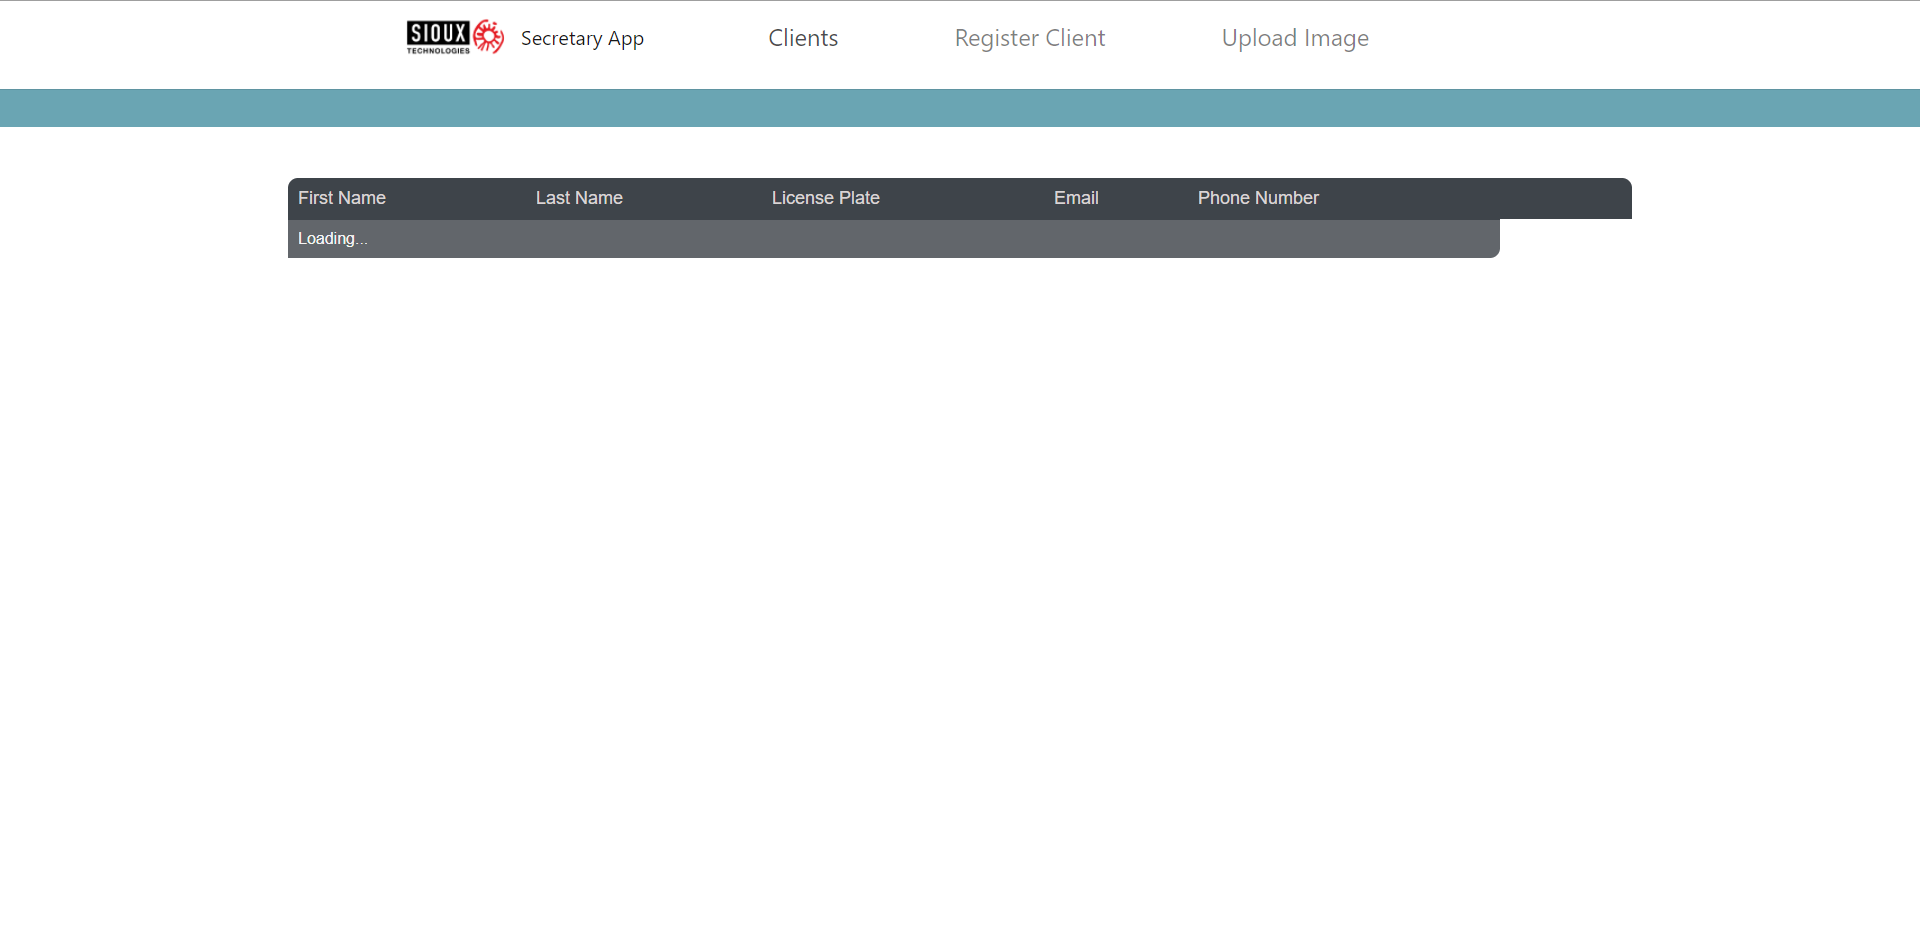 SIOUX
TECHNOLOGIES
Secretary App
Clients
Register Client
Upload Image
First Name
Last Name
License Plate
Email
Phone Number
Loading...